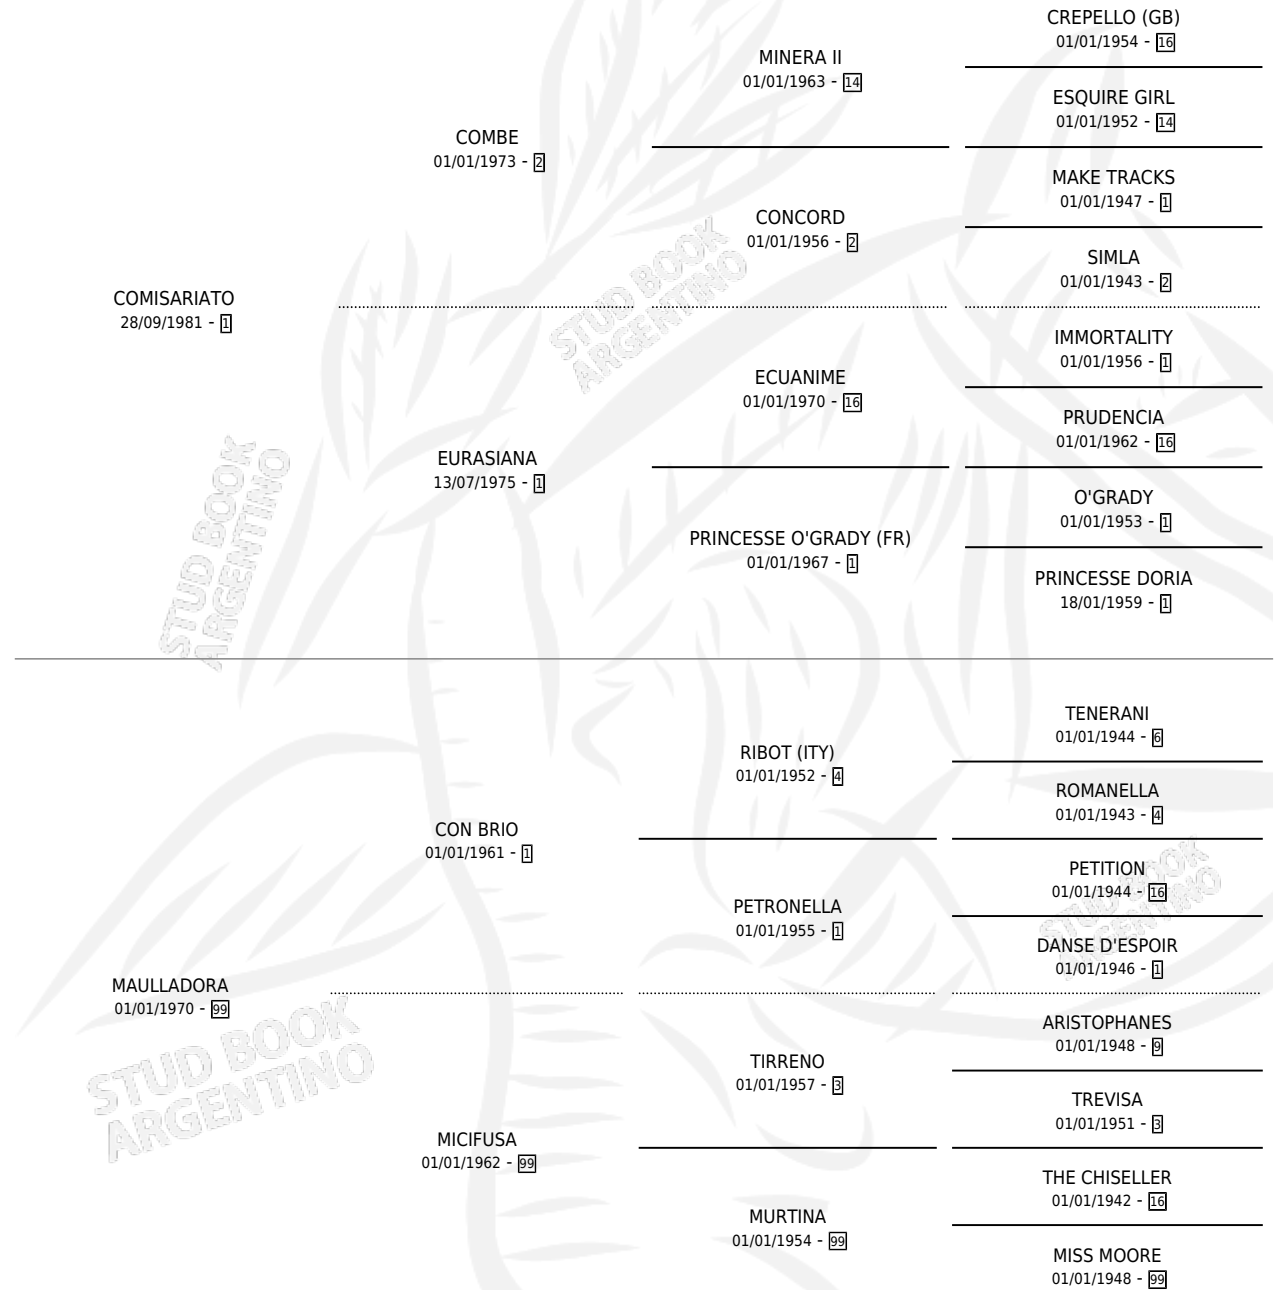 CREPELLO (GB)
01/01/1954 - 16
MINERA II
01/01/1963 - 14
ESQUIRE GIRL
01/01/1952 - 14
COMBE
01/01/1973 - 2
MAKE TRACKS
01/01/1947 - 1
CONCORD
01/01/1956 - 2
SIMLA
01/01/1943 - 2
COMISARIATO
28/09/1981 - 1
STUD BOOK
ARGENTINO
IMMORTALITY
01/01/1956 - 1
ECUANIME
01/01/1970 - 16
PRUDENCIA
01/01/1962 - 16
EURASIANA
13/07/1975 - 1
O'GRADY
01/01/1953 - 1
PRINCESSE O'GRADY (FR)
01/01/1967 - 1
PRINCESSE DORIA
18/01/1959 - 1
STUD BOOK
ARGENTINO
TENERANI
01/01/1944 - 6
RIBOT (ITY)
01/01/1952 - 4
ROMANELLA
01/01/1943 - 4
CON BRIO
01/01/1961 - 1
PETITION
01/01/1944 - 16
PETRONELLA
01/01/1955 - 1
DANSE D'ESPOIR
01/01/1946 - 1
STUD BOOK
ARGENTINO
MAULLADORA
01/01/1970 - 99
ARISTOPHANES
01/01/1948 - 9
TIRRENO
01/01/1957 - 3
TREVISA
01/01/1951 - 3
STUD BOOK
ARGENTINO
MICIFUSA
01/01/1962 - 99
THE CHISELLER
01/01/1942 - 16
MURTINA
01/01/1954 - 99
MISS MOORE
01/01/1948 - 99